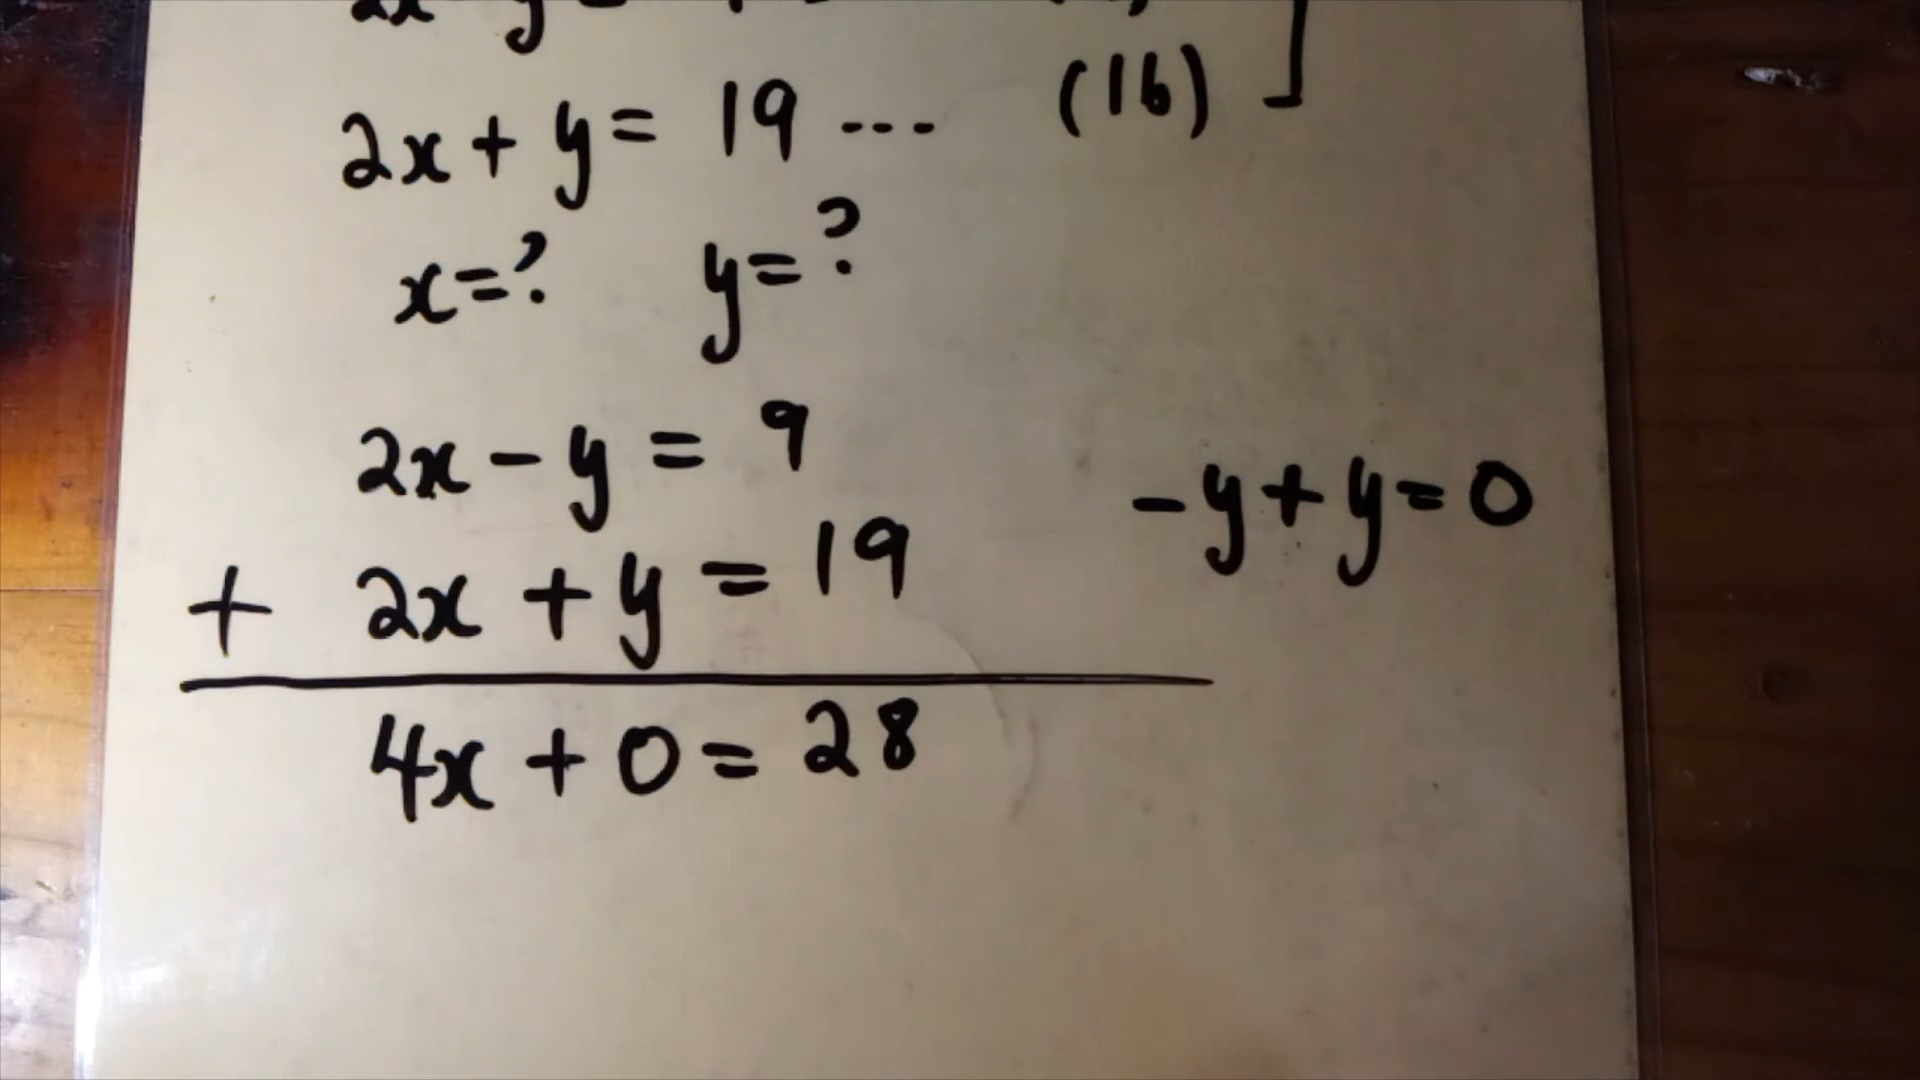 2x + y = 19 --- (1b) ]
x = ? y = ?
2x - y = 9
-y + y = 0
+ 2x + y = 19
4x + 0 = 28